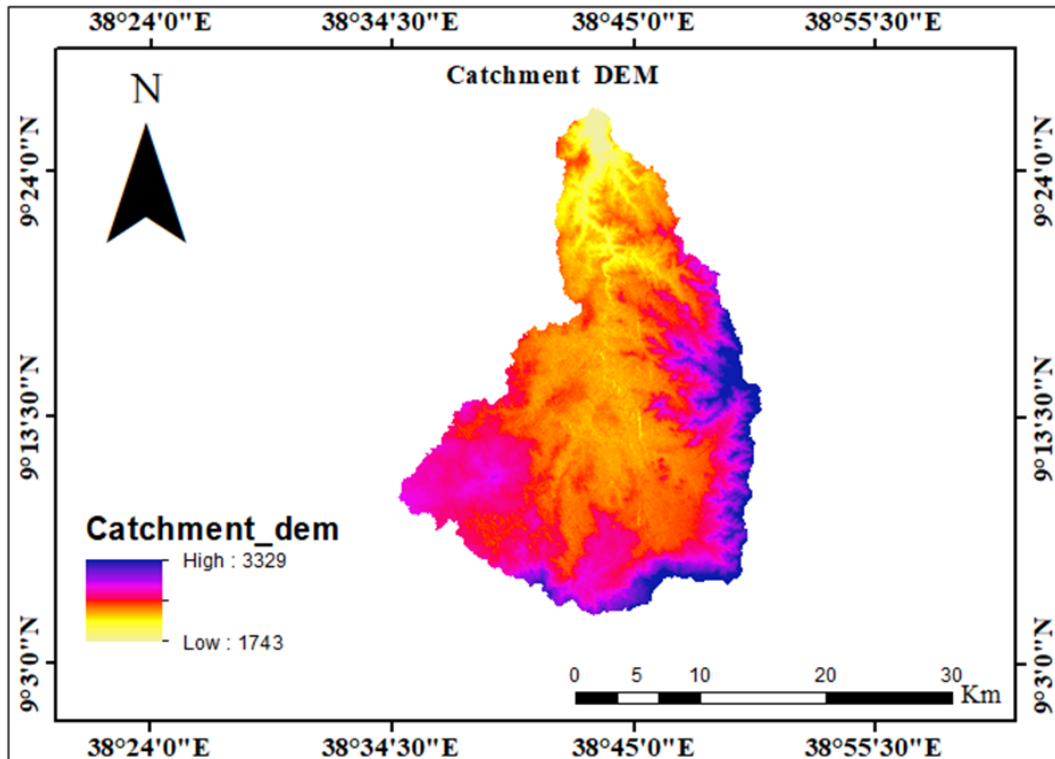 38°24'0"E 38°34'30"E 38°45'0"E 38°55'30"E
Catchment DEM
N
9°24'0"N
9°24'0"N
9°13'30"N
9°13'30"N
Catchment_dem
High : 3329
Low : 1743
9°3'0"N
9°3'0"N
0 5 10 20 30
Km
38°24'0"E 38°34'30"E 38°45'0"E 38°55'30"E